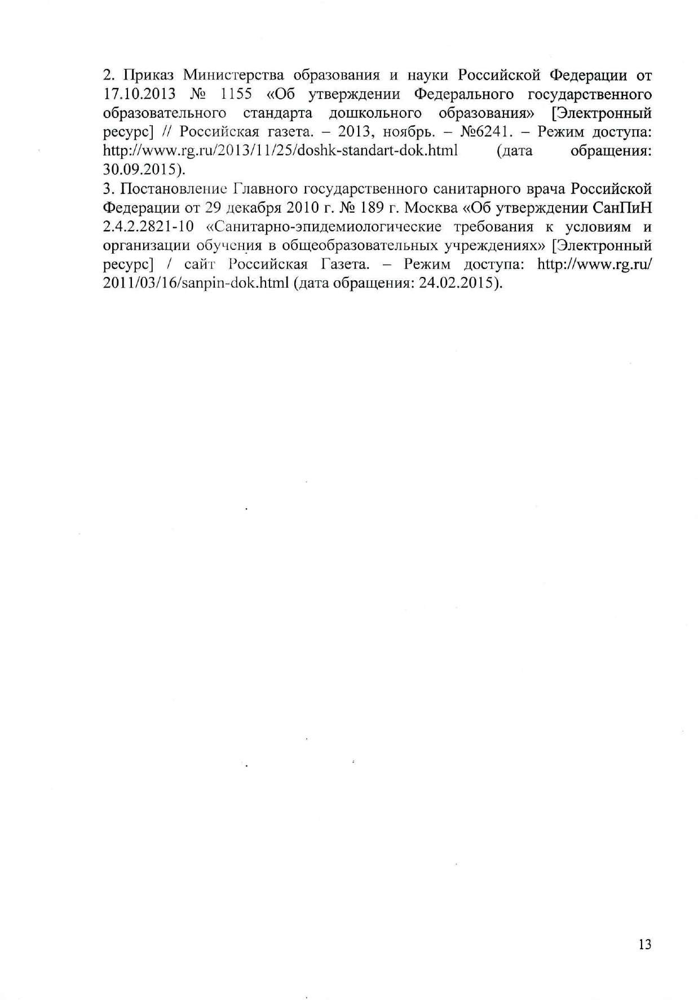 2. Приказ Министерства образования и науки Российской Федерации от
17.10.2013 № 1155 «Об утверждении Федерального государственного
образовательного стандарта дошкольного образования» [Электронный
ресурс] // Российская газета. – 2013, ноябрь. – №6241. – Режим доступа:
http://www.rg.ru/2013/11/25/doshk-standart-dok.html (дата обращения:
30.09.2015).
3. Постановление Главного государственного санитарного врача Российской
Федерации от 29 декабря 2010 г. № 189 г. Москва «Об утверждении СанПиН
2.4.2.2821-10 «Санитарно-эпидемиологические требования к условиям и
организации обучения в общеобразовательных учреждениях» [Электронный
ресурс] / сайт Российская Газета. – Режим доступа: http://www.rg.ru/
2011/03/16/sanpin-dok.html (дата обращения: 24.02.2015).
13